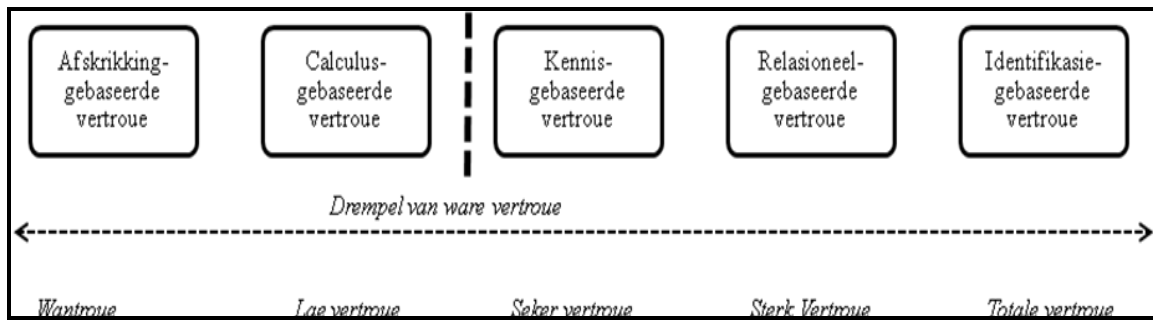 Afskrikking-
gebaseerde
vertroue
Calculus-
gebaseerde
vertroue
Kennis-
gebaseerde
vertroue
Relasioneel-
gebaseerde
vertroue
Identifikasie-
gebaseerde
vertroue
Drempel van ware vertroue
Wantroue
Lae vertroue
Seker vertroue
Sterk Vertroue
Totale vertroue